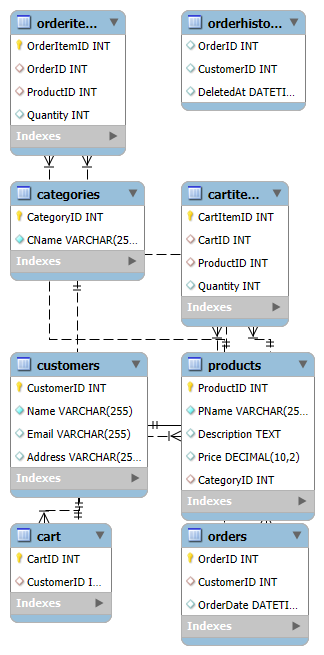 orderite...
OrderItemID INT
OrderID INT
ProductID INT
Quantity INT
Indexes
orderhisto...
OrderID INT
CustomerID INT
DeletedAt DATETI...
categories
CategoryID INT
CName VARCHAR(25...
Indexes
cartite...
CartItemID INT
CartID INT
ProductID INT
Quantity INT
Indexes
customers
CustomerID INT
Name VARCHAR(255)
Email VARCHAR(255)
Address VARCHAR(25...
Indexes
products
ProductID INT
PName VARCHAR(25...
Description TEXT
Price DECIMAL(10,2)
CategoryID INT
Indexes
cart
CartID INT
CustomerID I...
Indexes
orders
OrderID INT
CustomerID INT
OrderDate DATETI...
Indexes